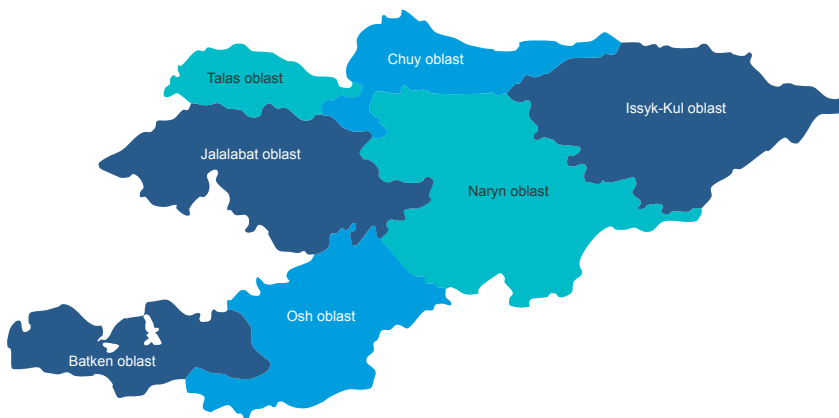 Chuy oblast
Talas oblast
Issyk-Kul oblast
Jalalabat oblast
Naryn oblast
Osh oblast
Batken oblast